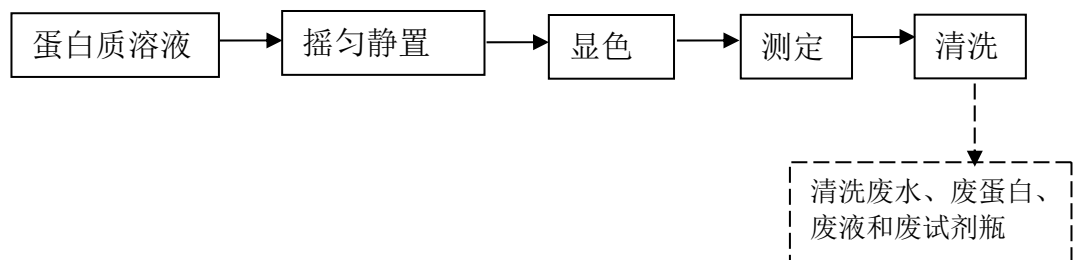 蛋白质溶液
摇匀静置
显色
测定
清洗
清洗废水、废蛋白、
废液和废试剂瓶